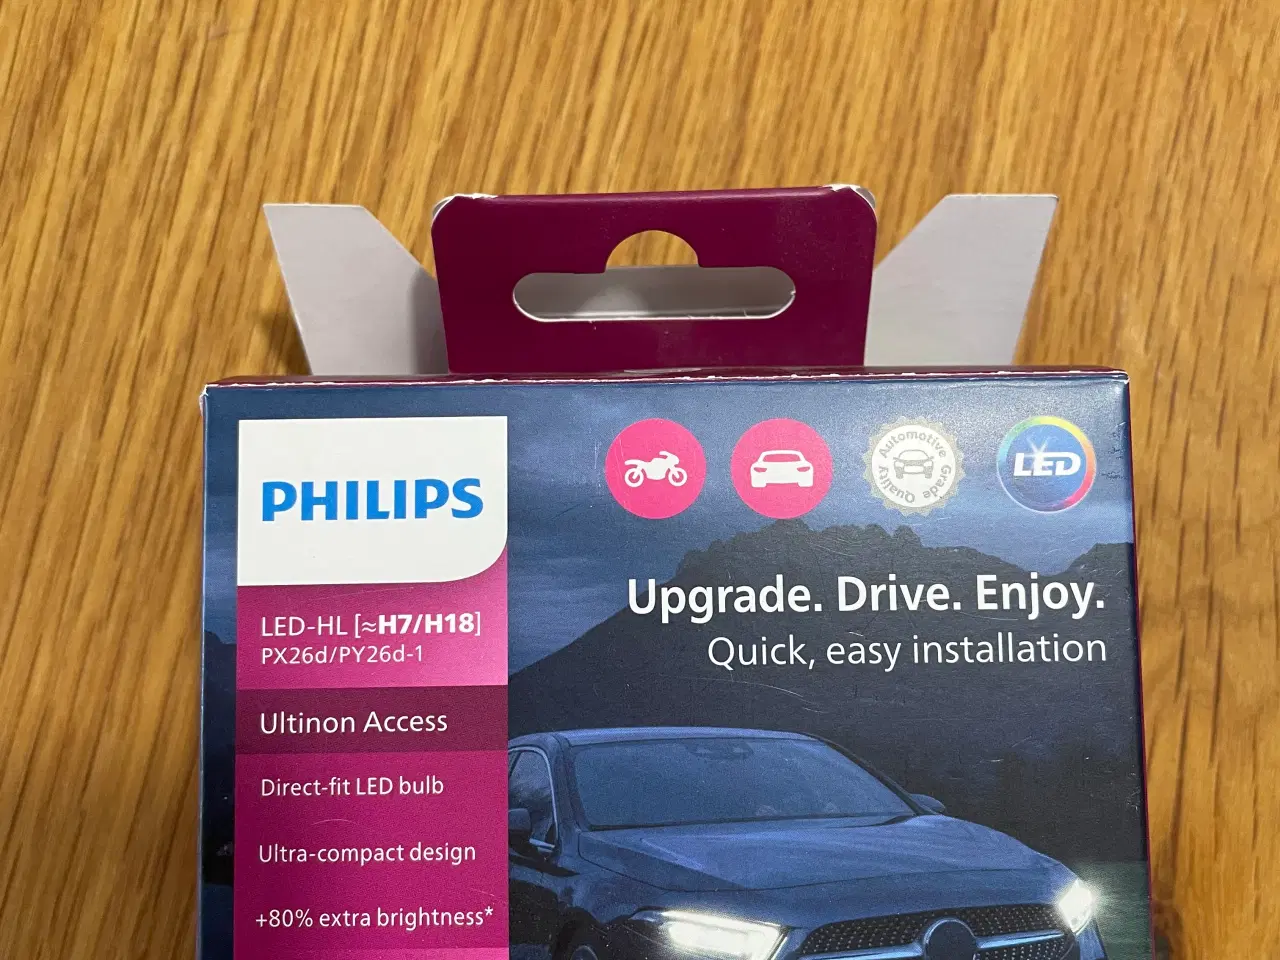 PHILIPS
LED-HL [≈H7/H18]
PX26d/PY26d-1
Ultinon Access
Direct-fit LED bulb
Ultra-compact design
+80% extra brightness*
Automotive Grade Quality
LED
Upgrade. Drive. Enjoy.
Quick, easy installation